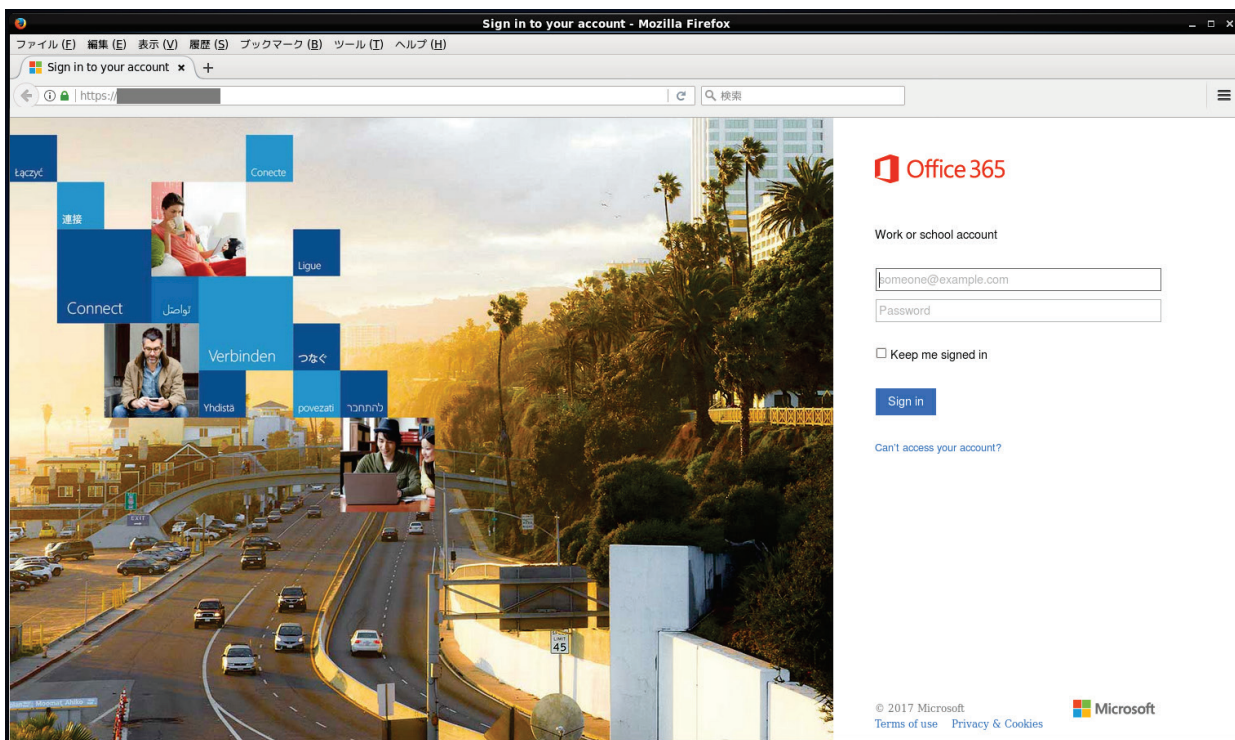 Sign in to your account - Mozilla Firefox
ファイル (F) 編集 (E) 表示 (V) 履歴 (S) ブックマーク (B) ツール (T) ヘルプ (H)
Sign in to your account
https://
検索
Łączyć
Conecte
連接
Ligue
Connect
تواصل
Verbinden
つなぐ
Yhdistä
povezati
להתחבר
EXIT
LIMIT
45
Office 365
Work or school account
someone@example.com
Password
Keep me signed in
Sign in
Can't access your account?
© 2017 Microsoft
Terms of use Privacy & Cookies
Microsoft